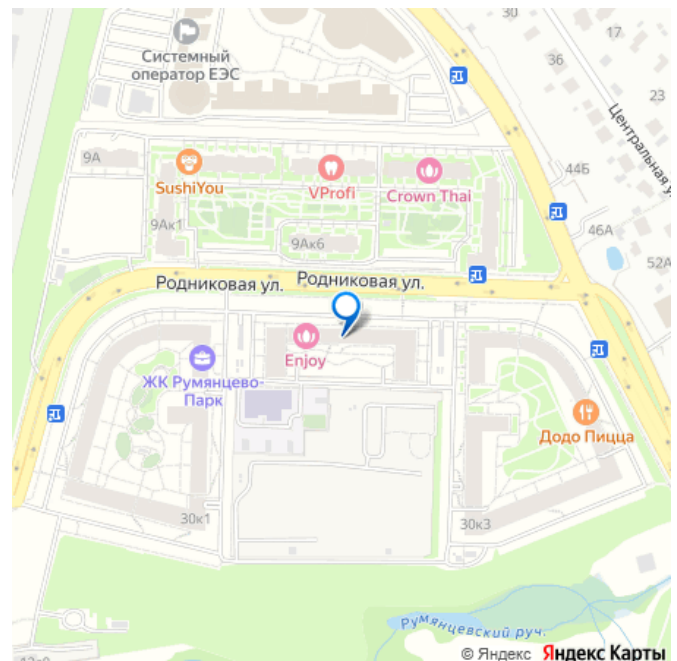 30
17
Системный
оператор ЕЭС
36
23
Центральная у
9А
SushiYou
VProfi
Crown Thai
44Б
9Ак1
9Ак6
46А
52А
Родниковая ул.
Родниковая ул.
Enjoy
ЖК Румянцево-
Парк
Додо Пицца
30к1
30к3
Румянцевский руч.
© Яндекс Яндекс Карты